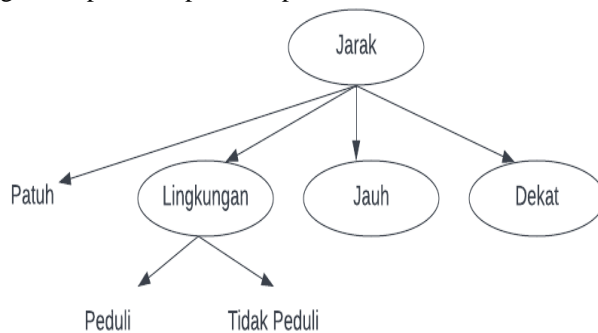 Jarak
Patuh
Lingkungan
Jauh
Dekat
Peduli
Tidak Peduli